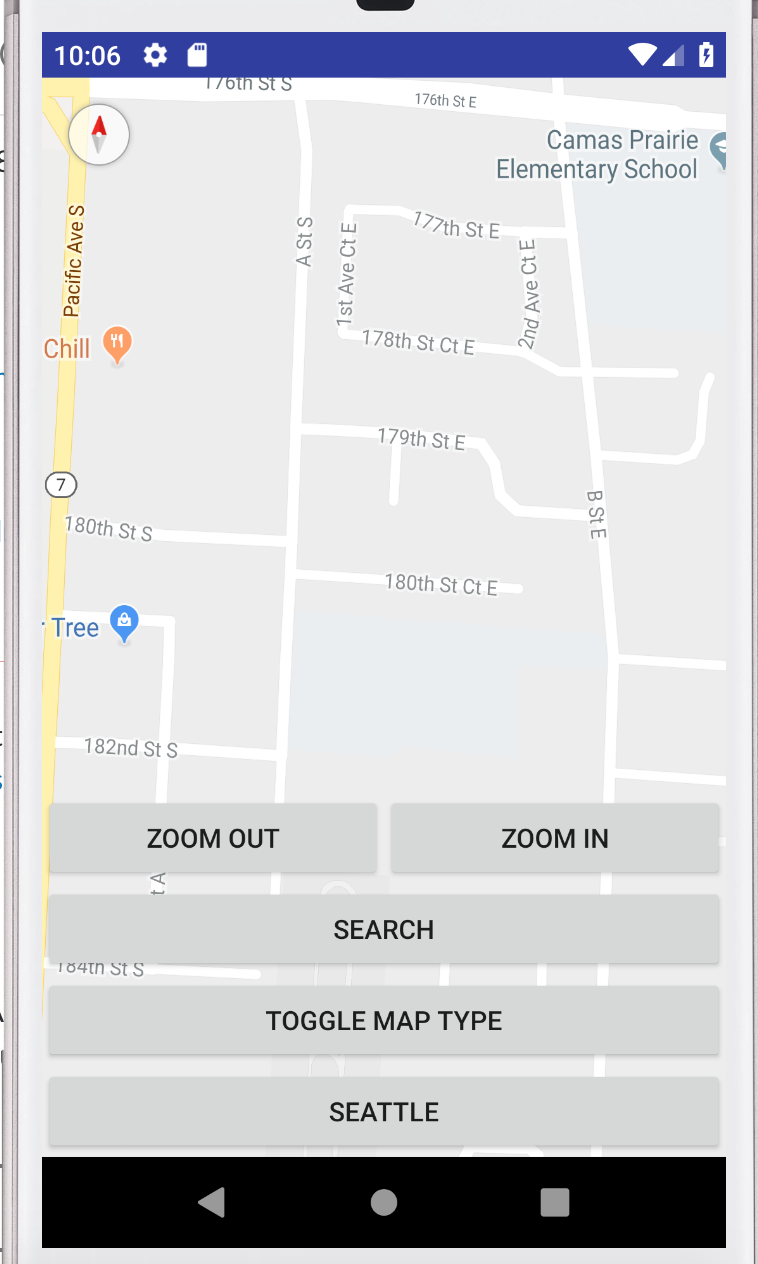 10:06
176th St S
176th St E
Camas Prairie
Elementary School
177th St E
A St S
1st Ave Ct E
2nd Ave Ct E
Pacific Ave S
178th St Ct E
Chill
179th St E
7
B St E
180th St S
180th St Ct E
Tree
182nd St S
ZOOM OUT
ZOOM IN
t A
SEARCH
184th St S
TOGGLE MAP TYPE
SEATTLE